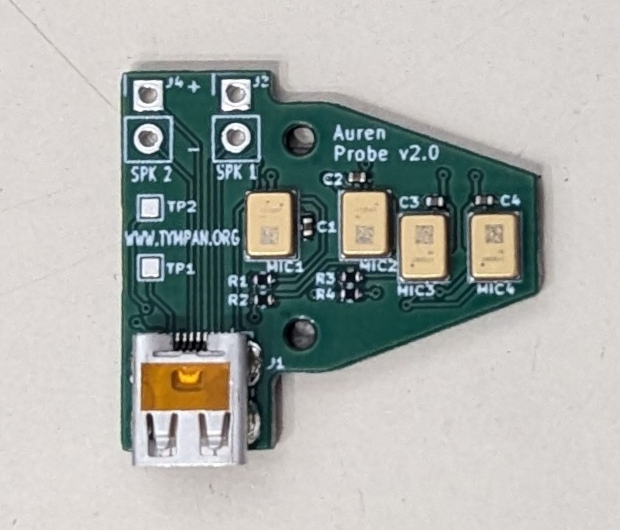 J4 +
J2
-
SPK 2
SPK 1
Auren
Probe v2.0
TP2
WWW.TYMPAN.ORG
TP1
C2
C1
C3
C4
MIC1
MIC2
MIC3
MIC4
R1
R2
R3
R4
J1